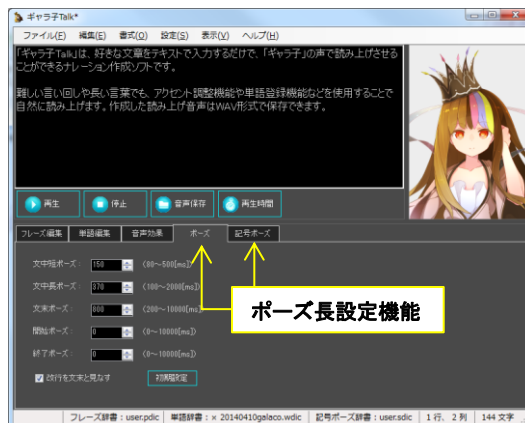 ギャラ子Talk*
ファイル(F) 編集(E) 書式(O) 設定(S) 表示(V) ヘルプ(H)
「ギャラ子Talk」は、好きな文章をテキストで入力するだけで、「ギャラ子」の声で読み上げさせる
ことができるナレーション作成ソフトです。
難しい言い回しや長い言葉でも、アクセント調整機能や単語登録機能などを使用することで
自然に読み上げます。作成した読み上げ音声はWAV形式で保存できます。
再生 停止 音声保存 再生時間
フレーズ編集 単語編集 音声効果 ポーズ 記号ポーズ
文中短ポーズ: 150 (80～500[ms])
文中長ポーズ: 370 (100～2000[ms])
文末ポーズ: 800 (200～10000[ms])
開始ポーズ: 0 (0～10000[ms])
終了ポーズ: 0 (0～10000[ms])
改行を文末と見なす 初期設定
ポーズ長設定機能
フレーズ辞書:user.pdic 単語辞書:× 20140410galaco.wdic 記号ポーズ辞書:user.sdic 1行、2列 144文字